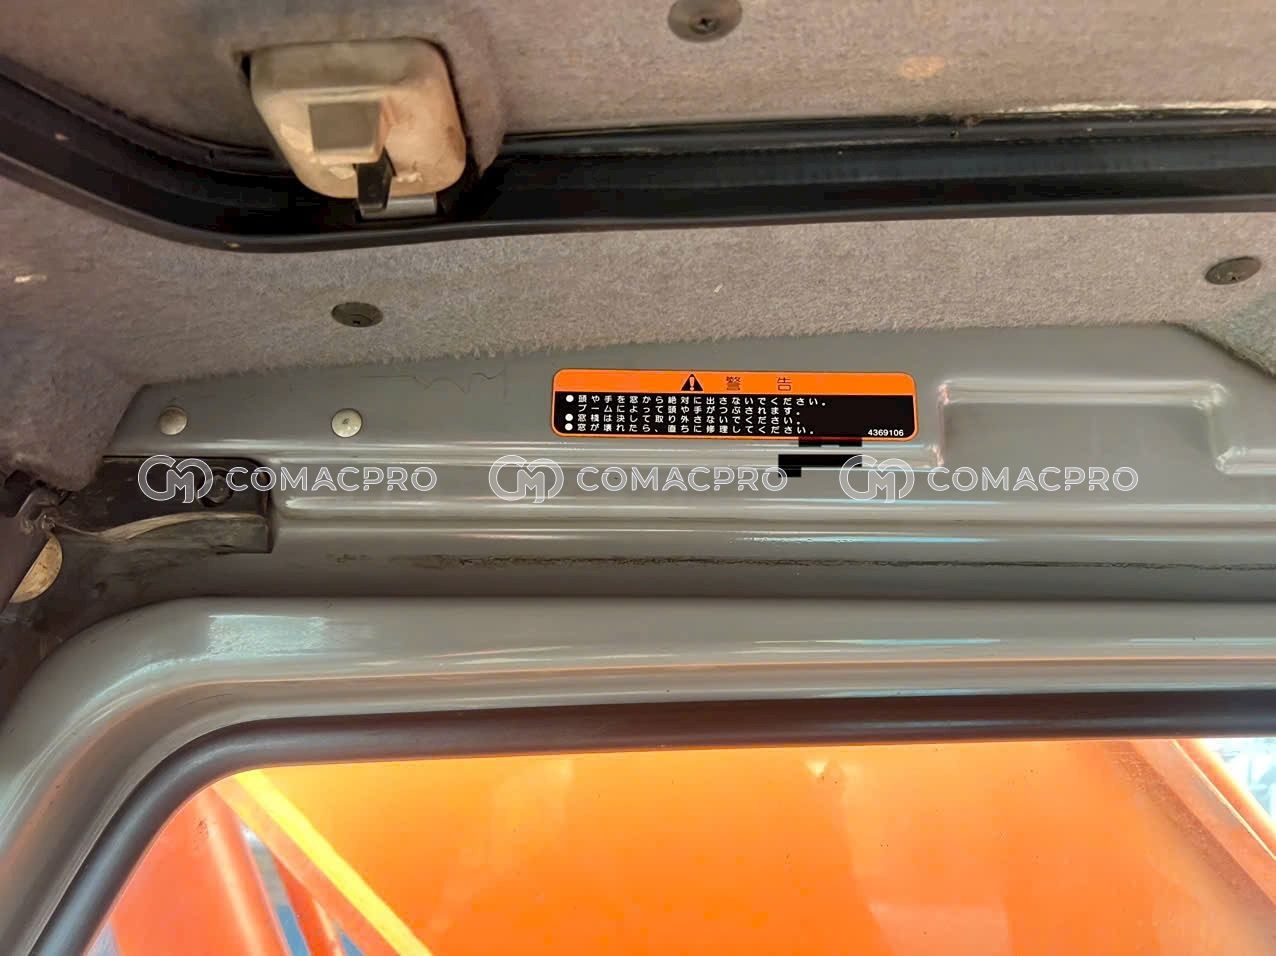 警 告
●頭や手を窓から絶対に出さないでください。
ブームによって頭や手がつぶされます。
●窓桟は決して取り外さないでください。
●窓が壊れたら、直ちに修理してください。
4369106
COMACPRO COMACPRO COMACPRO